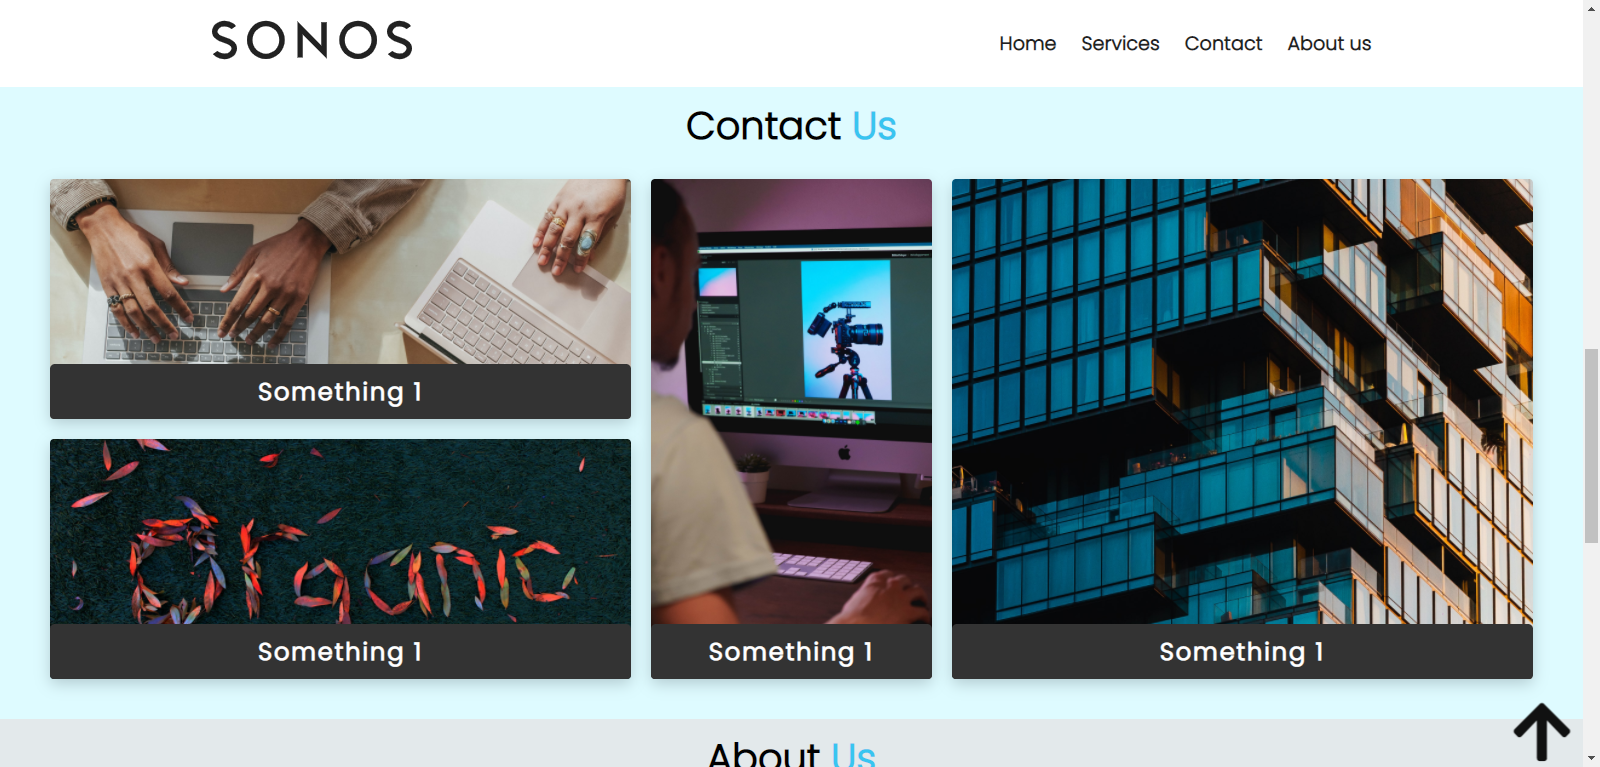 SONOS
Home Services Contact About us
Contact Us
Something 1
organic
Something 1
Something 1
Something 1
About Us